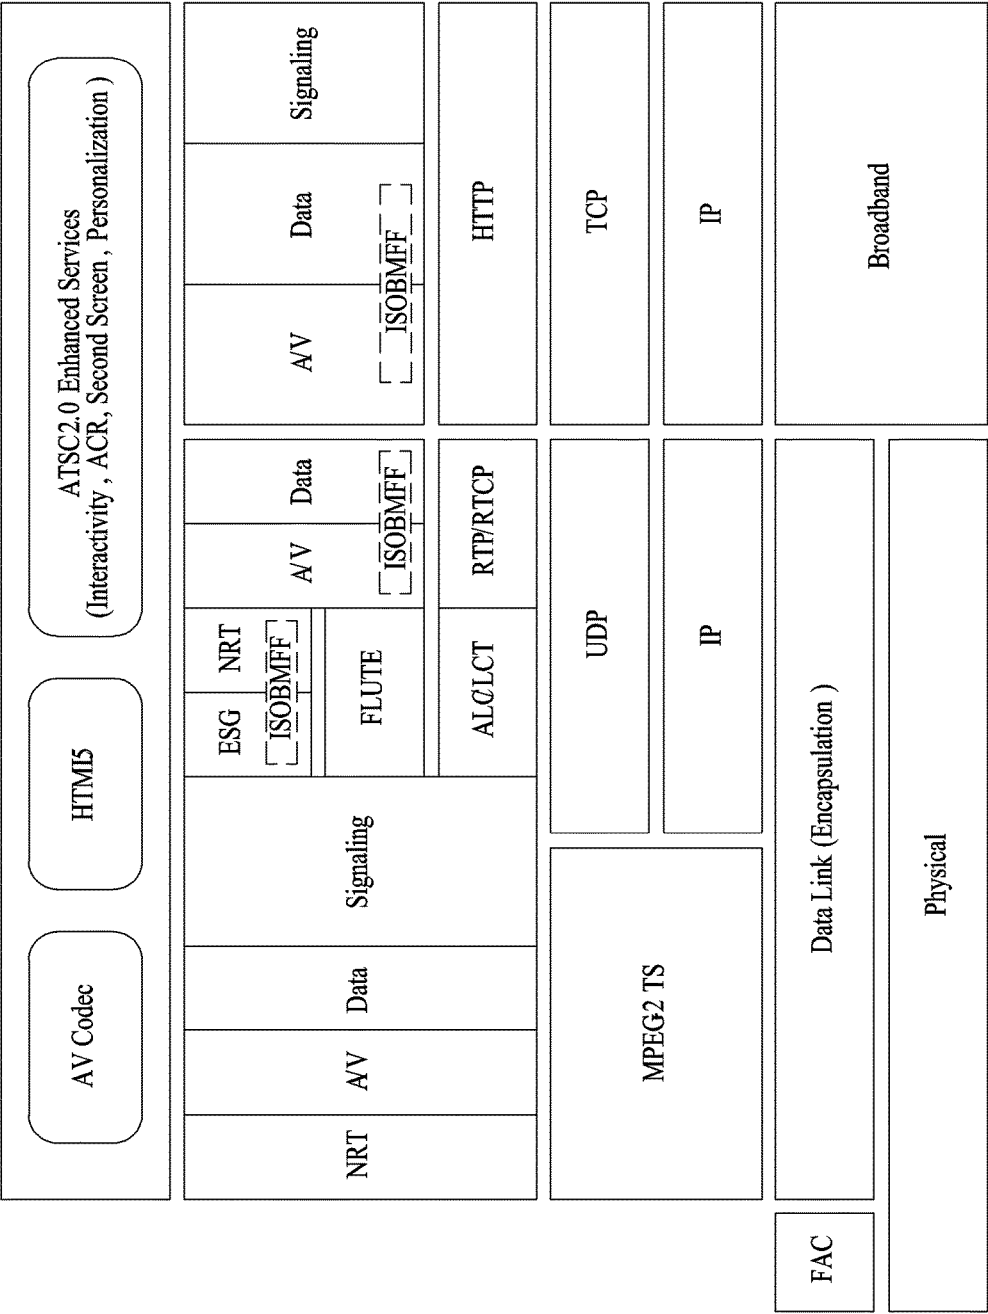 AV Codec
HTML5
ATSC2.0 Enhanced Services
(Interactivity , ACR, Second Screen , Personalization )
NRT
A/V
Data
Signaling
ESG
NRT
ISOBMFF
FLUTE
A/V
Data
ISOBMFF
A/V
Data
Signaling
ISOBMFF
ALC/LCT
RTP/RTCP
HTTP
MPEG-2 TS
UDP
TCP
IP
IP
FAC
Data Link (Encapsulation )
Broadband
Physical